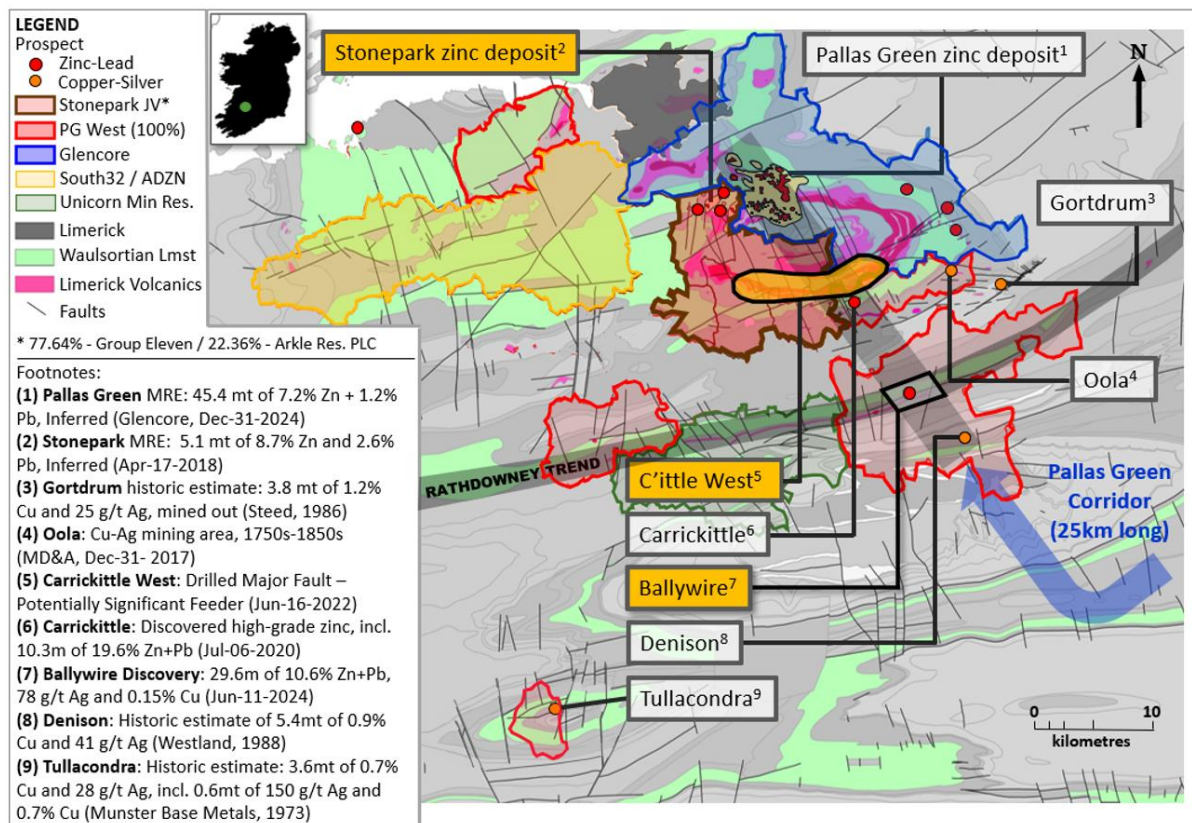 LEGEND
Prospect
Zinc-Lead
Copper-Silver
Stonepark JV*
PG West (100%)
Glencore
South32 / ADZN
Unicorn Min Res.
Limerick
Waulsortian Lmst
Limerick Volcanics
Faults
* 77.64% - Group Eleven / 22.36% - Arkle Res. PLC
Footnotes:
(1) Pallas Green MRE: 45.4 mt of 7.2% Zn + 1.2%
Pb, Inferred (Glencore, Dec-31-2024)
(2) Stonepark MRE:  5.1 mt of 8.7% Zn and 2.6%
Pb, Inferred (Apr-17-2018)
(3) Gortdrum historic estimate: 3.8 mt of 1.2%
Cu and 25 g/t Ag, mined out (Steed, 1986)
(4) Oola: Cu-Ag mining area, 1750s-1850s
(MD&A, Dec-31- 2017)
(5) Carrickittle West: Drilled Major Fault –
Potentially Significant Feeder (Jun-16-2022)
(6) Carrickittle: Discovered high-grade zinc, incl.
10.3m of 19.6% Zn+Pb (Jul-06-2020)
(7) Ballywire Discovery: 29.6m of 10.6% Zn+Pb,
78 g/t Ag and 0.15% Cu (Jun-11-2024)
(8) Denison: Historic estimate of 5.4mt of 0.9%
Cu and 41 g/t Ag (Westland, 1988)
(9) Tullacondra: Historic estimate: 3.6mt of 0.7%
Cu and 28 g/t Ag, incl. 0.6mt of 150 g/t Ag and
0.7% Cu (Munster Base Metals, 1973)
Stonepark zinc deposit²
Pallas Green zinc deposit¹
N
Gortdrum³
Oola⁴
C'ittle West⁵
RATHDOWNEY TREND
Carrickittle⁶
Pallas Green
Corridor
(25km long)
Ballywire⁷
Denison⁸
Tullacondra⁹
0 10
kilometres